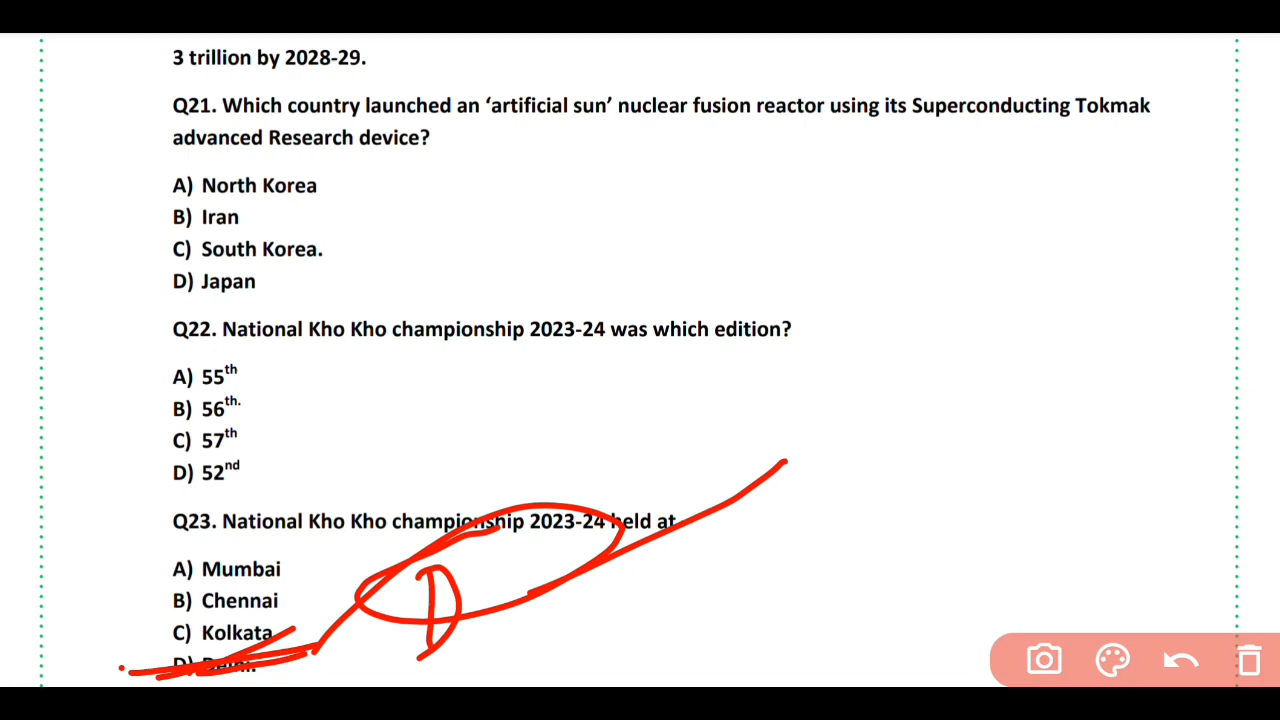 3 trillion by 2028-29.
Q21. Which country launched an ‘artificial sun’ nuclear fusion reactor using its Superconducting Tokmak
advanced Research device?
A) North Korea
B) Iran
C) South Korea.
D) Japan
Q22. National Kho Kho championship 2023-24 was which edition?
A) 55th
B) 56th.
C) 57th
D) 52nd
Q23. National Kho Kho championship 2023-24 held at
A) Mumbai
B) Chennai
C) Kolkata
D
D) Delhi.